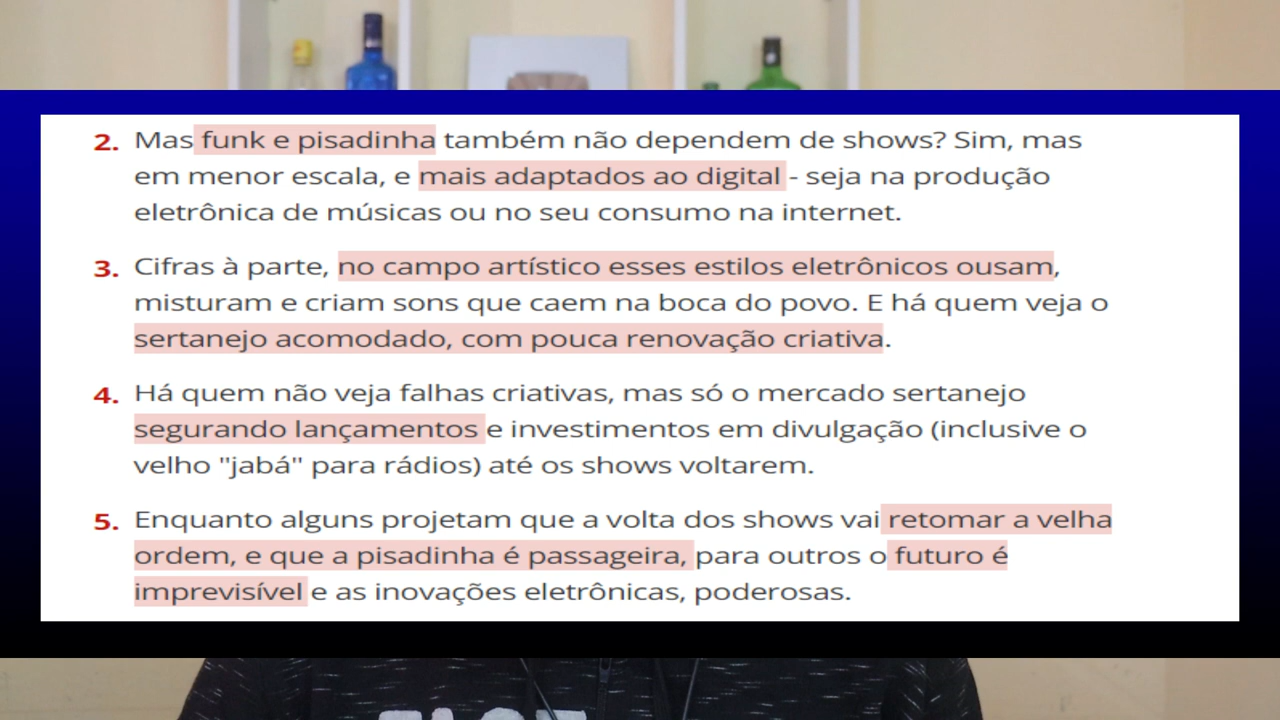 2. Mas funk e pisadinha também não dependem de shows? Sim, mas
em menor escala, e mais adaptados ao digital - seja na produção
eletrônica de músicas ou no seu consumo na internet.
3. Cifras à parte, no campo artístico esses estilos eletrônicos ousam,
misturam e criam sons que caem na boca do povo. E há quem veja o
sertanejo acomodado, com pouca renovação criativa.
4. Há quem não veja falhas criativas, mas só o mercado sertanejo
segurando lançamentos e investimentos em divulgação (inclusive o
velho "jabá" para rádios) até os shows voltarem.
5. Enquanto alguns projetam que a volta dos shows vai retomar a velha
ordem, e que a pisadinha é passageira, para outros o futuro é
imprevisível e as inovações eletrônicas, poderosas.